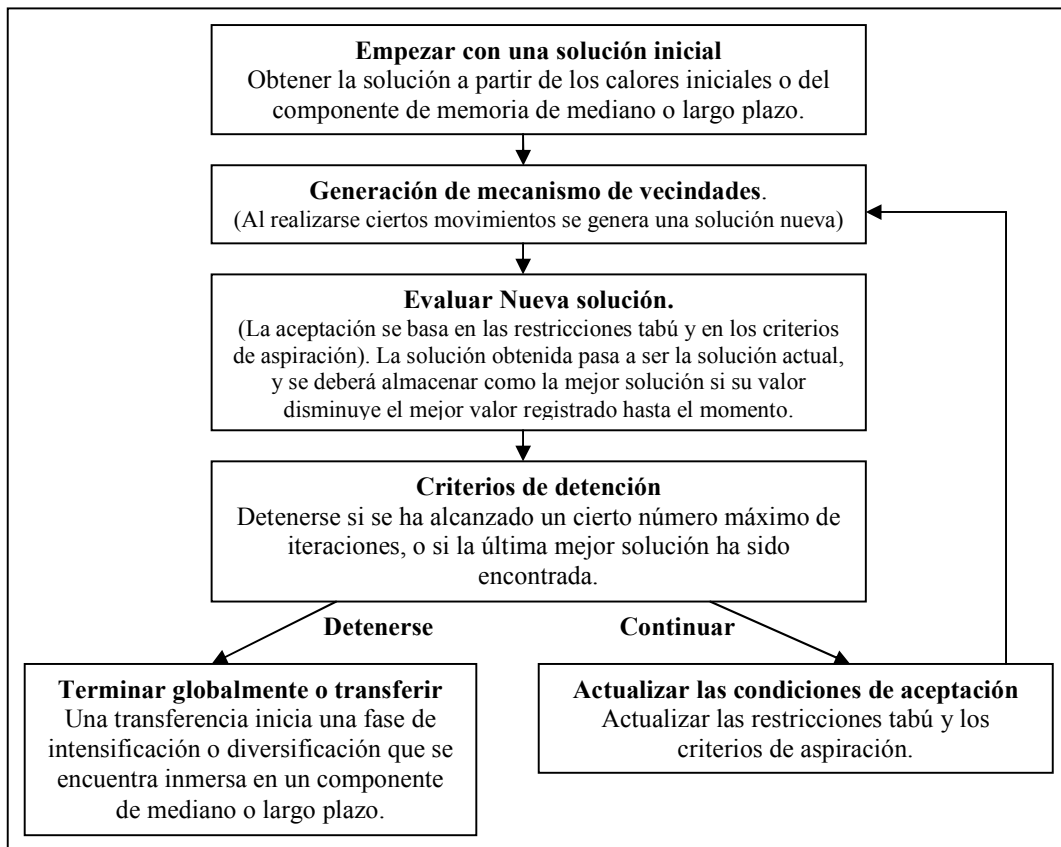 Empezar con una solución inicial
Obtener la solución a partir de los calores iniciales o del
componente de memoria de mediano o largo plazo.
Generación de mecanismo de vecindades.
(Al realizarse ciertos movimientos se genera una solución nueva)
Evaluar Nueva solución.
(La aceptación se basa en las restricciones tabú y en los criterios
de aspiración). La solución obtenida pasa a ser la solución actual,
y se deberá almacenar como la mejor solución si su valor
disminuye el mejor valor registrado hasta el momento.
Criterios de detención
Detenerse si se ha alcanzado un cierto número máximo de
iteraciones, o si la última mejor solución ha sido
encontrada.
Detenerse
Continuar
Terminar globalmente o transferir
Una transferencia inicia una fase de
intensificación o diversificación que se
encuentra inmersa en un componente
de mediano o largo plazo.
Actualizar las condiciones de aceptación
Actualizar las restricciones tabú y los
criterios de aspiración.